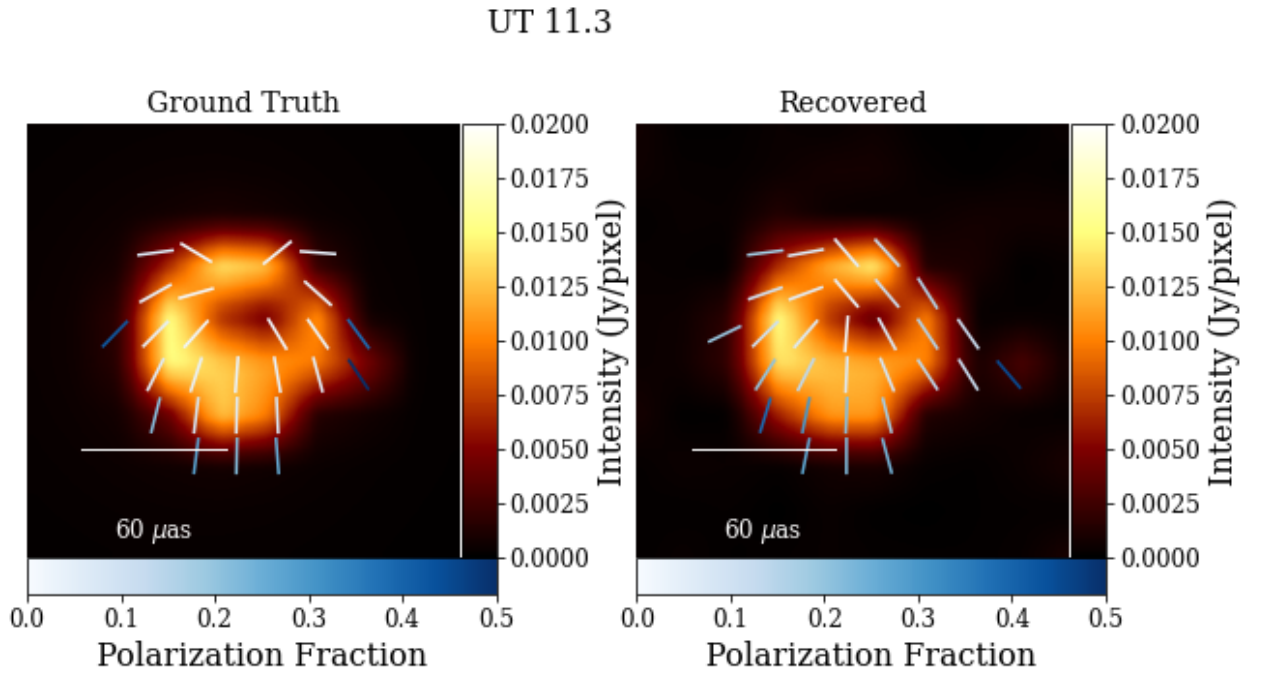 UT 11.3
Ground Truth
0.0200
0.0175
0.0150
0.0125
0.0100
0.0075
0.0050
0.0025
0.0000
Intensity (Jy/pixel)
60 μas
0.0 0.1 0.2 0.3 0.4 0.5
Polarization Fraction
Recovered
0.0200
0.0175
0.0150
0.0125
0.0100
0.0075
0.0050
0.0025
0.0000
Intensity (Jy/pixel)
60 μas
0.0 0.1 0.2 0.3 0.4 0.5
Polarization Fraction